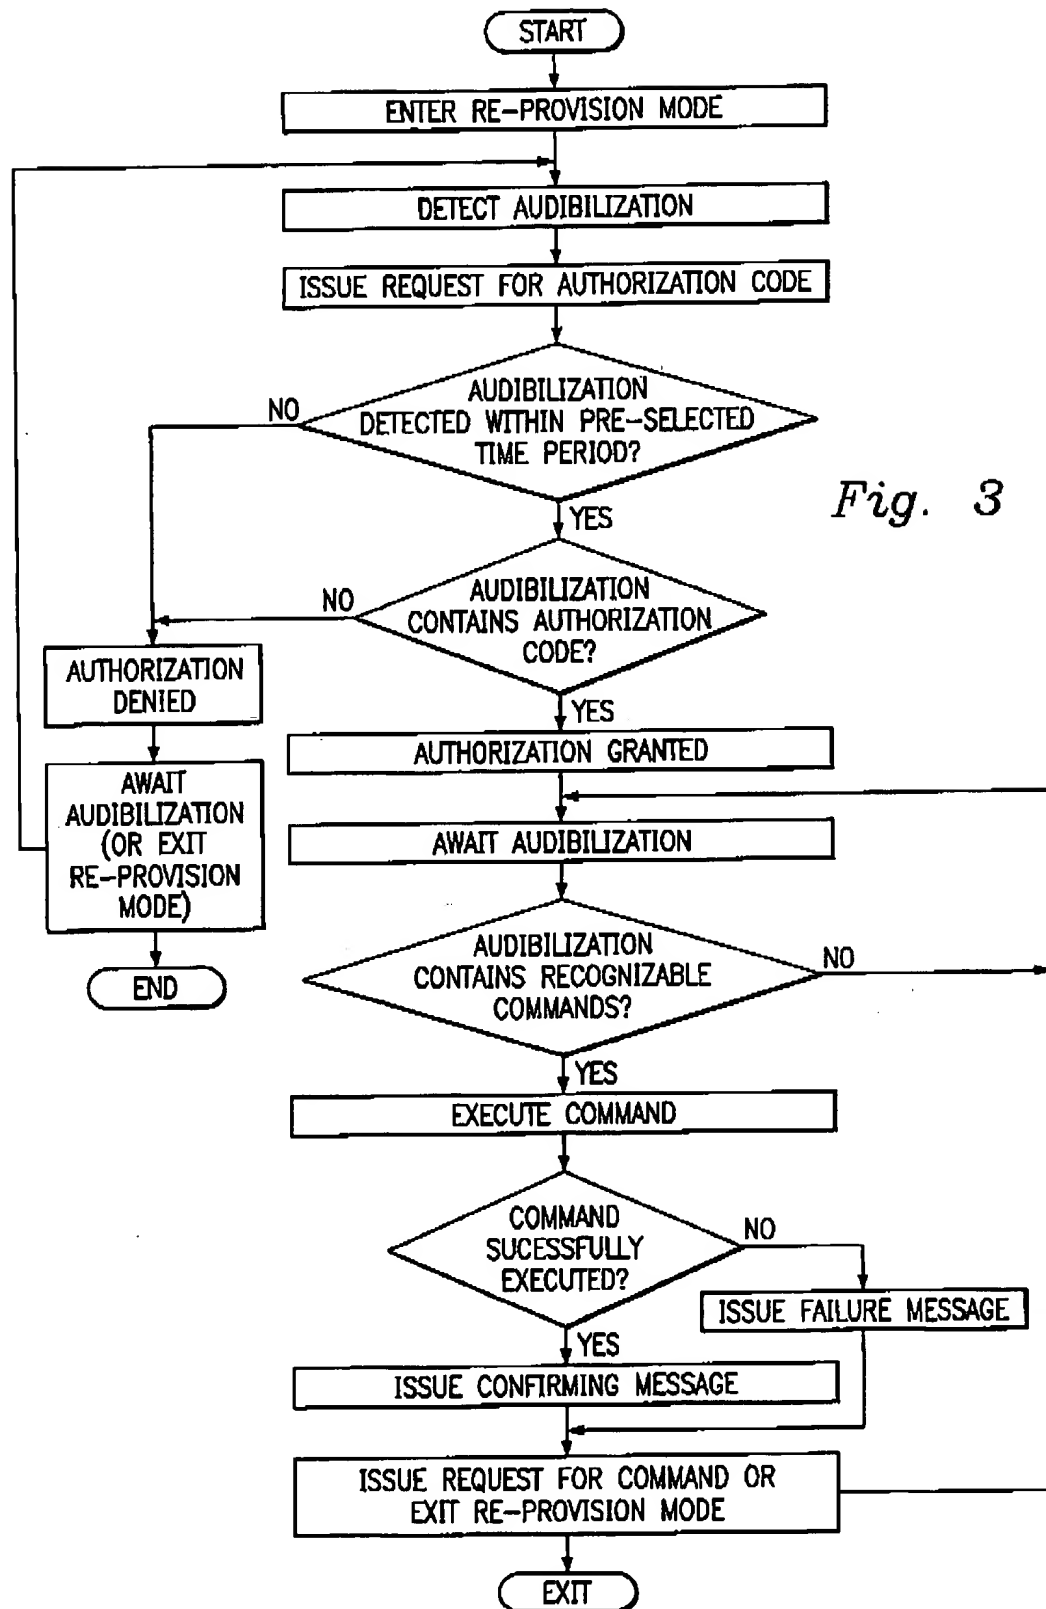 START
ENTER RE-PROVISION MODE
DETECT AUDIBILIZATION
ISSUE REQUEST FOR AUTHORIZATION CODE
AUDIBILIZATION
DETECTED WITHIN PRE-SELECTED
TIME PERIOD?
NO
YES
Fig. 3
AUDIBILIZATION
CONTAINS AUTHORIZATION
CODE?
NO
YES
AUTHORIZATION
DENIED
AWAIT
AUDIBILIZATION
(OR EXIT
RE-PROVISION
MODE)
END
AUTHORIZATION GRANTED
AWAIT AUDIBILIZATION
AUDIBILIZATION
CONTAINS RECOGNIZABLE
COMMANDS?
NO
YES
EXECUTE COMMAND
COMMAND
SUCESSFULLY
EXECUTED?
NO
ISSUE FAILURE MESSAGE
YES
ISSUE CONFIRMING MESSAGE
ISSUE REQUEST FOR COMMAND OR
EXIT RE-PROVISION MODE
EXIT